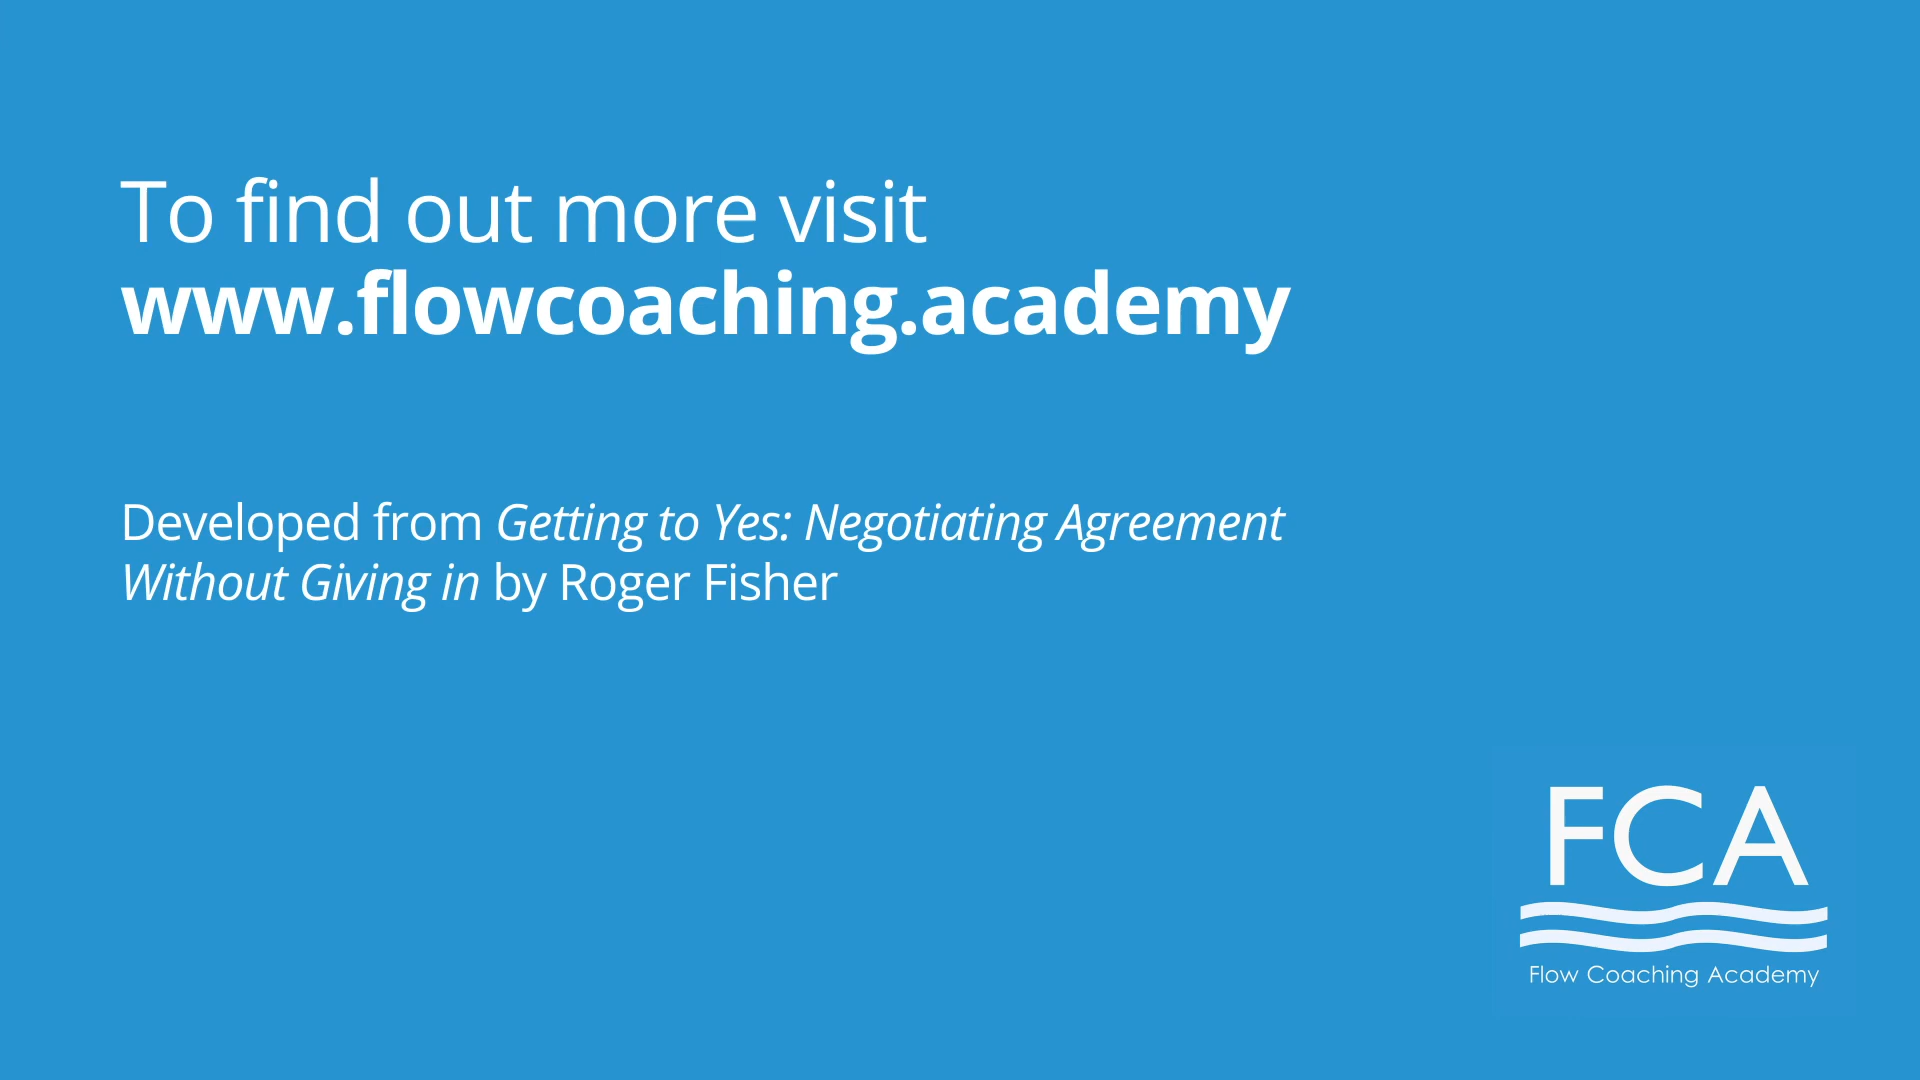 To find out more visit
www.flowcoaching.academy
Developed from Getting to Yes: Negotiating Agreement
Without Giving in by Roger Fisher
FCA
Flow Coaching Academy